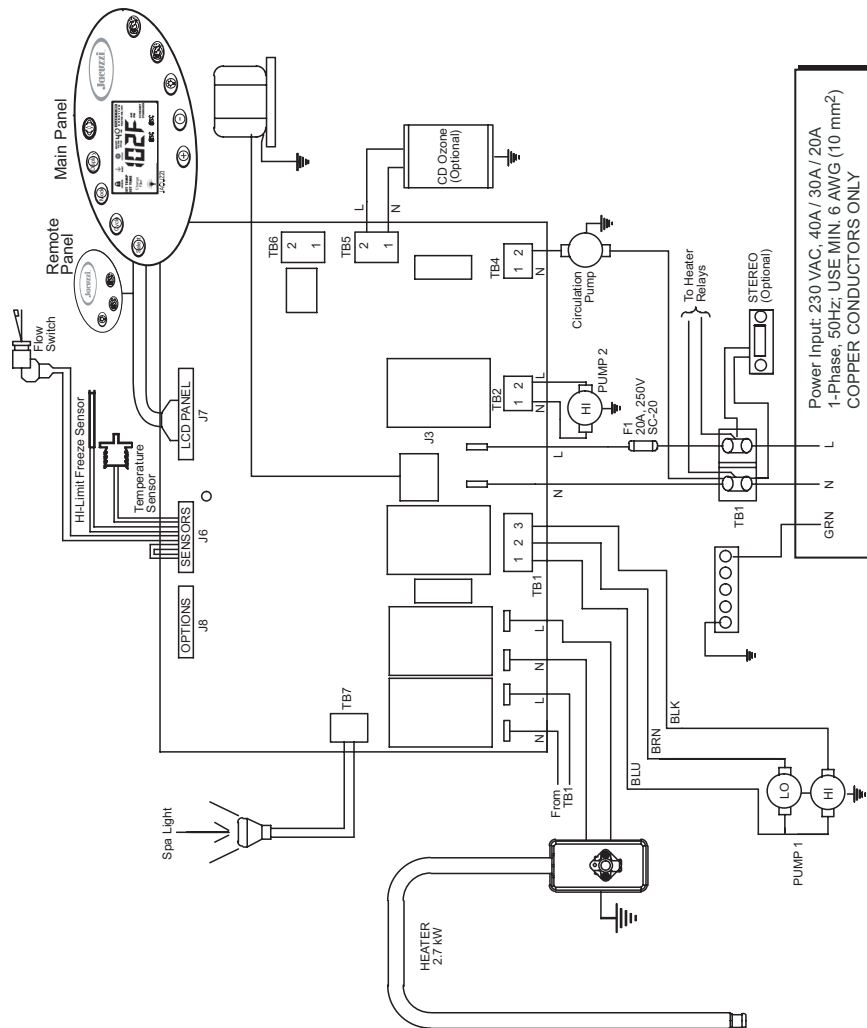 Spa Light
TB7
OPTIONS
J8
SENSORS
J6
LCD PANEL
J7
Flow
Switch
HI-Limit Freeze Sensor
Temperature
Sensor
Remote
Panel
Jacuzzi
Main Panel
Jacuzzi
102F
JACUZZI
TB6
2
1
TB5
2
1
L
N
CD Ozone
(Optional)
TB4
1 2
N
Circulation
Pump
J3
TB2
1 2
N
L
HI
PUMP 2
L
N
F1
20A, 250V
SC-20
To Heater
Relays
STEREO
(Optional)
TB1
L
N
GRN
TB1
1 2 3
N
L
N
L
From
TB1
BLU
BRN
BLK
LO
HI
PUMP 1
HEATER
2.7 kW
Power Input: 230 VAC, 40A / 30A / 20A
1-Phase, 50Hz; USE MIN. 6 AWG (10 mm²)
COPPER CONDUCTORS ONLY